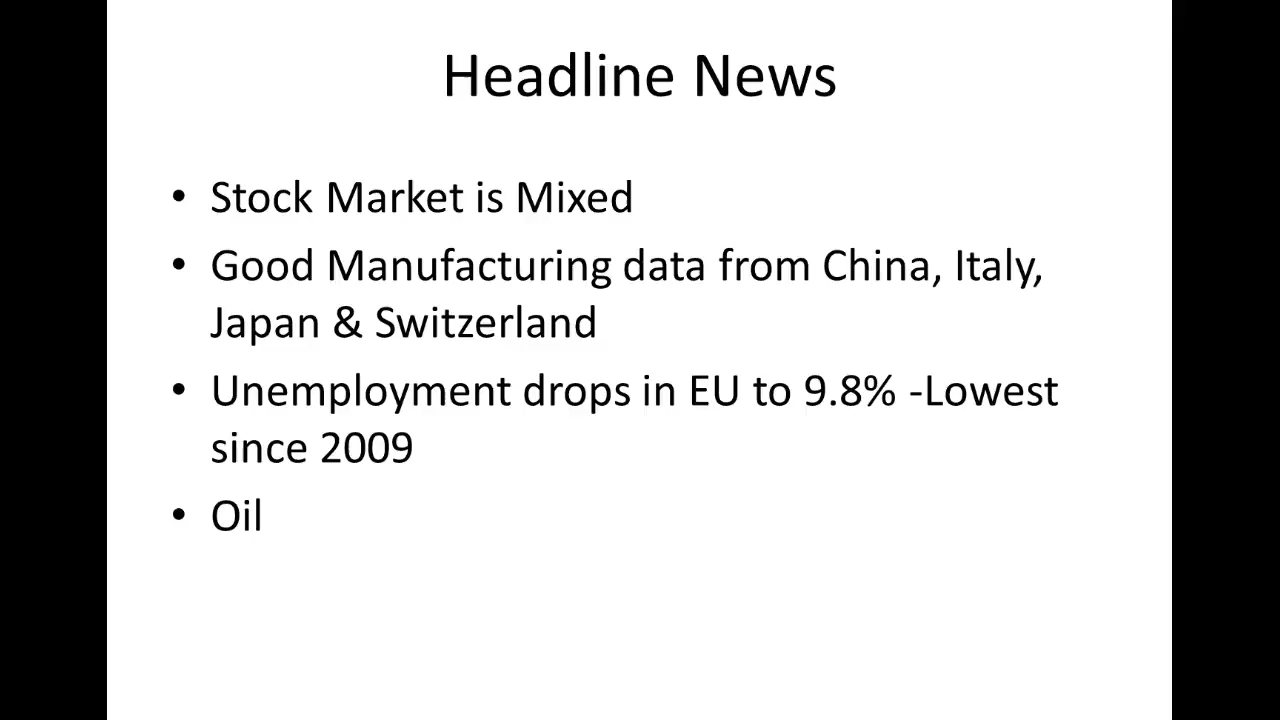 Headline News
• Stock Market is Mixed
• Good Manufacturing data from China, Italy,
Japan & Switzerland
• Unemployment drops in EU to 9.8% -Lowest
since 2009
• Oil